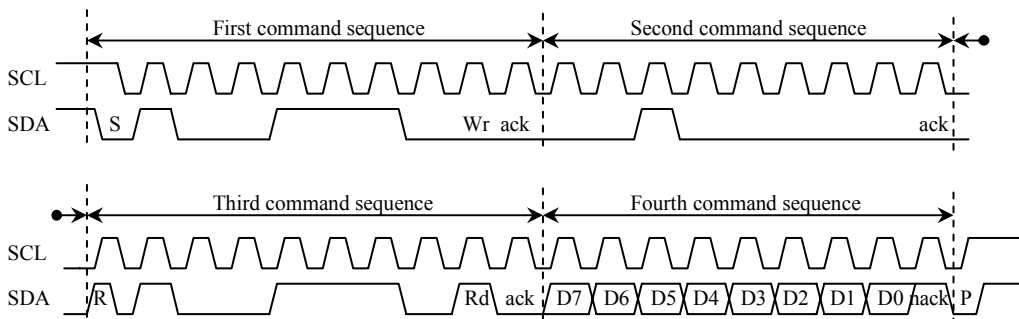 First command sequence Second command sequence
SCL
SDA S Wr ack ack
Third command sequence Fourth command sequence
SCL
SDA R Rd ack D7 D6 D5 D4 D3 D2 D1 D0 nack P